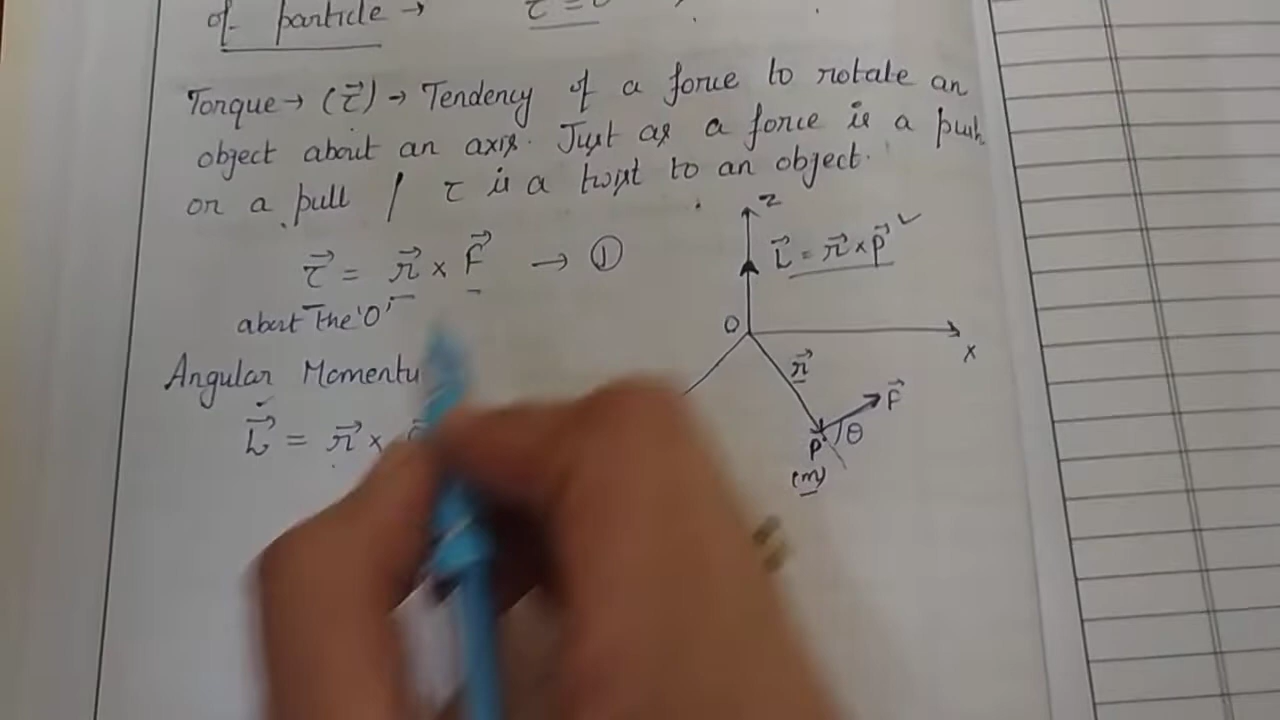 of particle →
Torque → (τ⃗) → Tendency of a force to rotate an
object about an axis. Just as a force is a push
or a pull / τ is a twist to an object.
τ⃗ = r⃗ × F⃗ → ①
about the 'O'
Angular Momentu
L⃗ = r⃗ ×
z
L⃗ = r⃗ × P⃗ ✓
O
x
r⃗
F⃗
θ
P
(m)